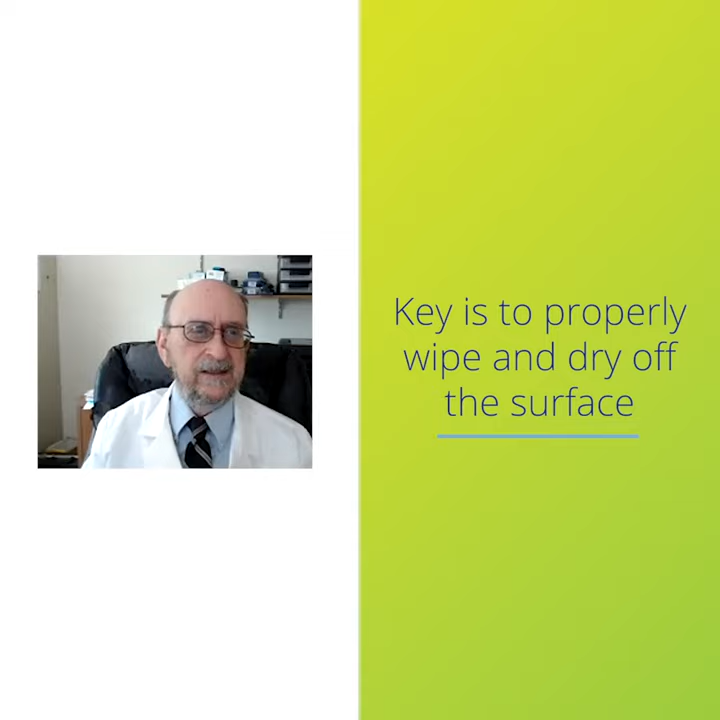 Key is to properly
wipe and dry off
the surface